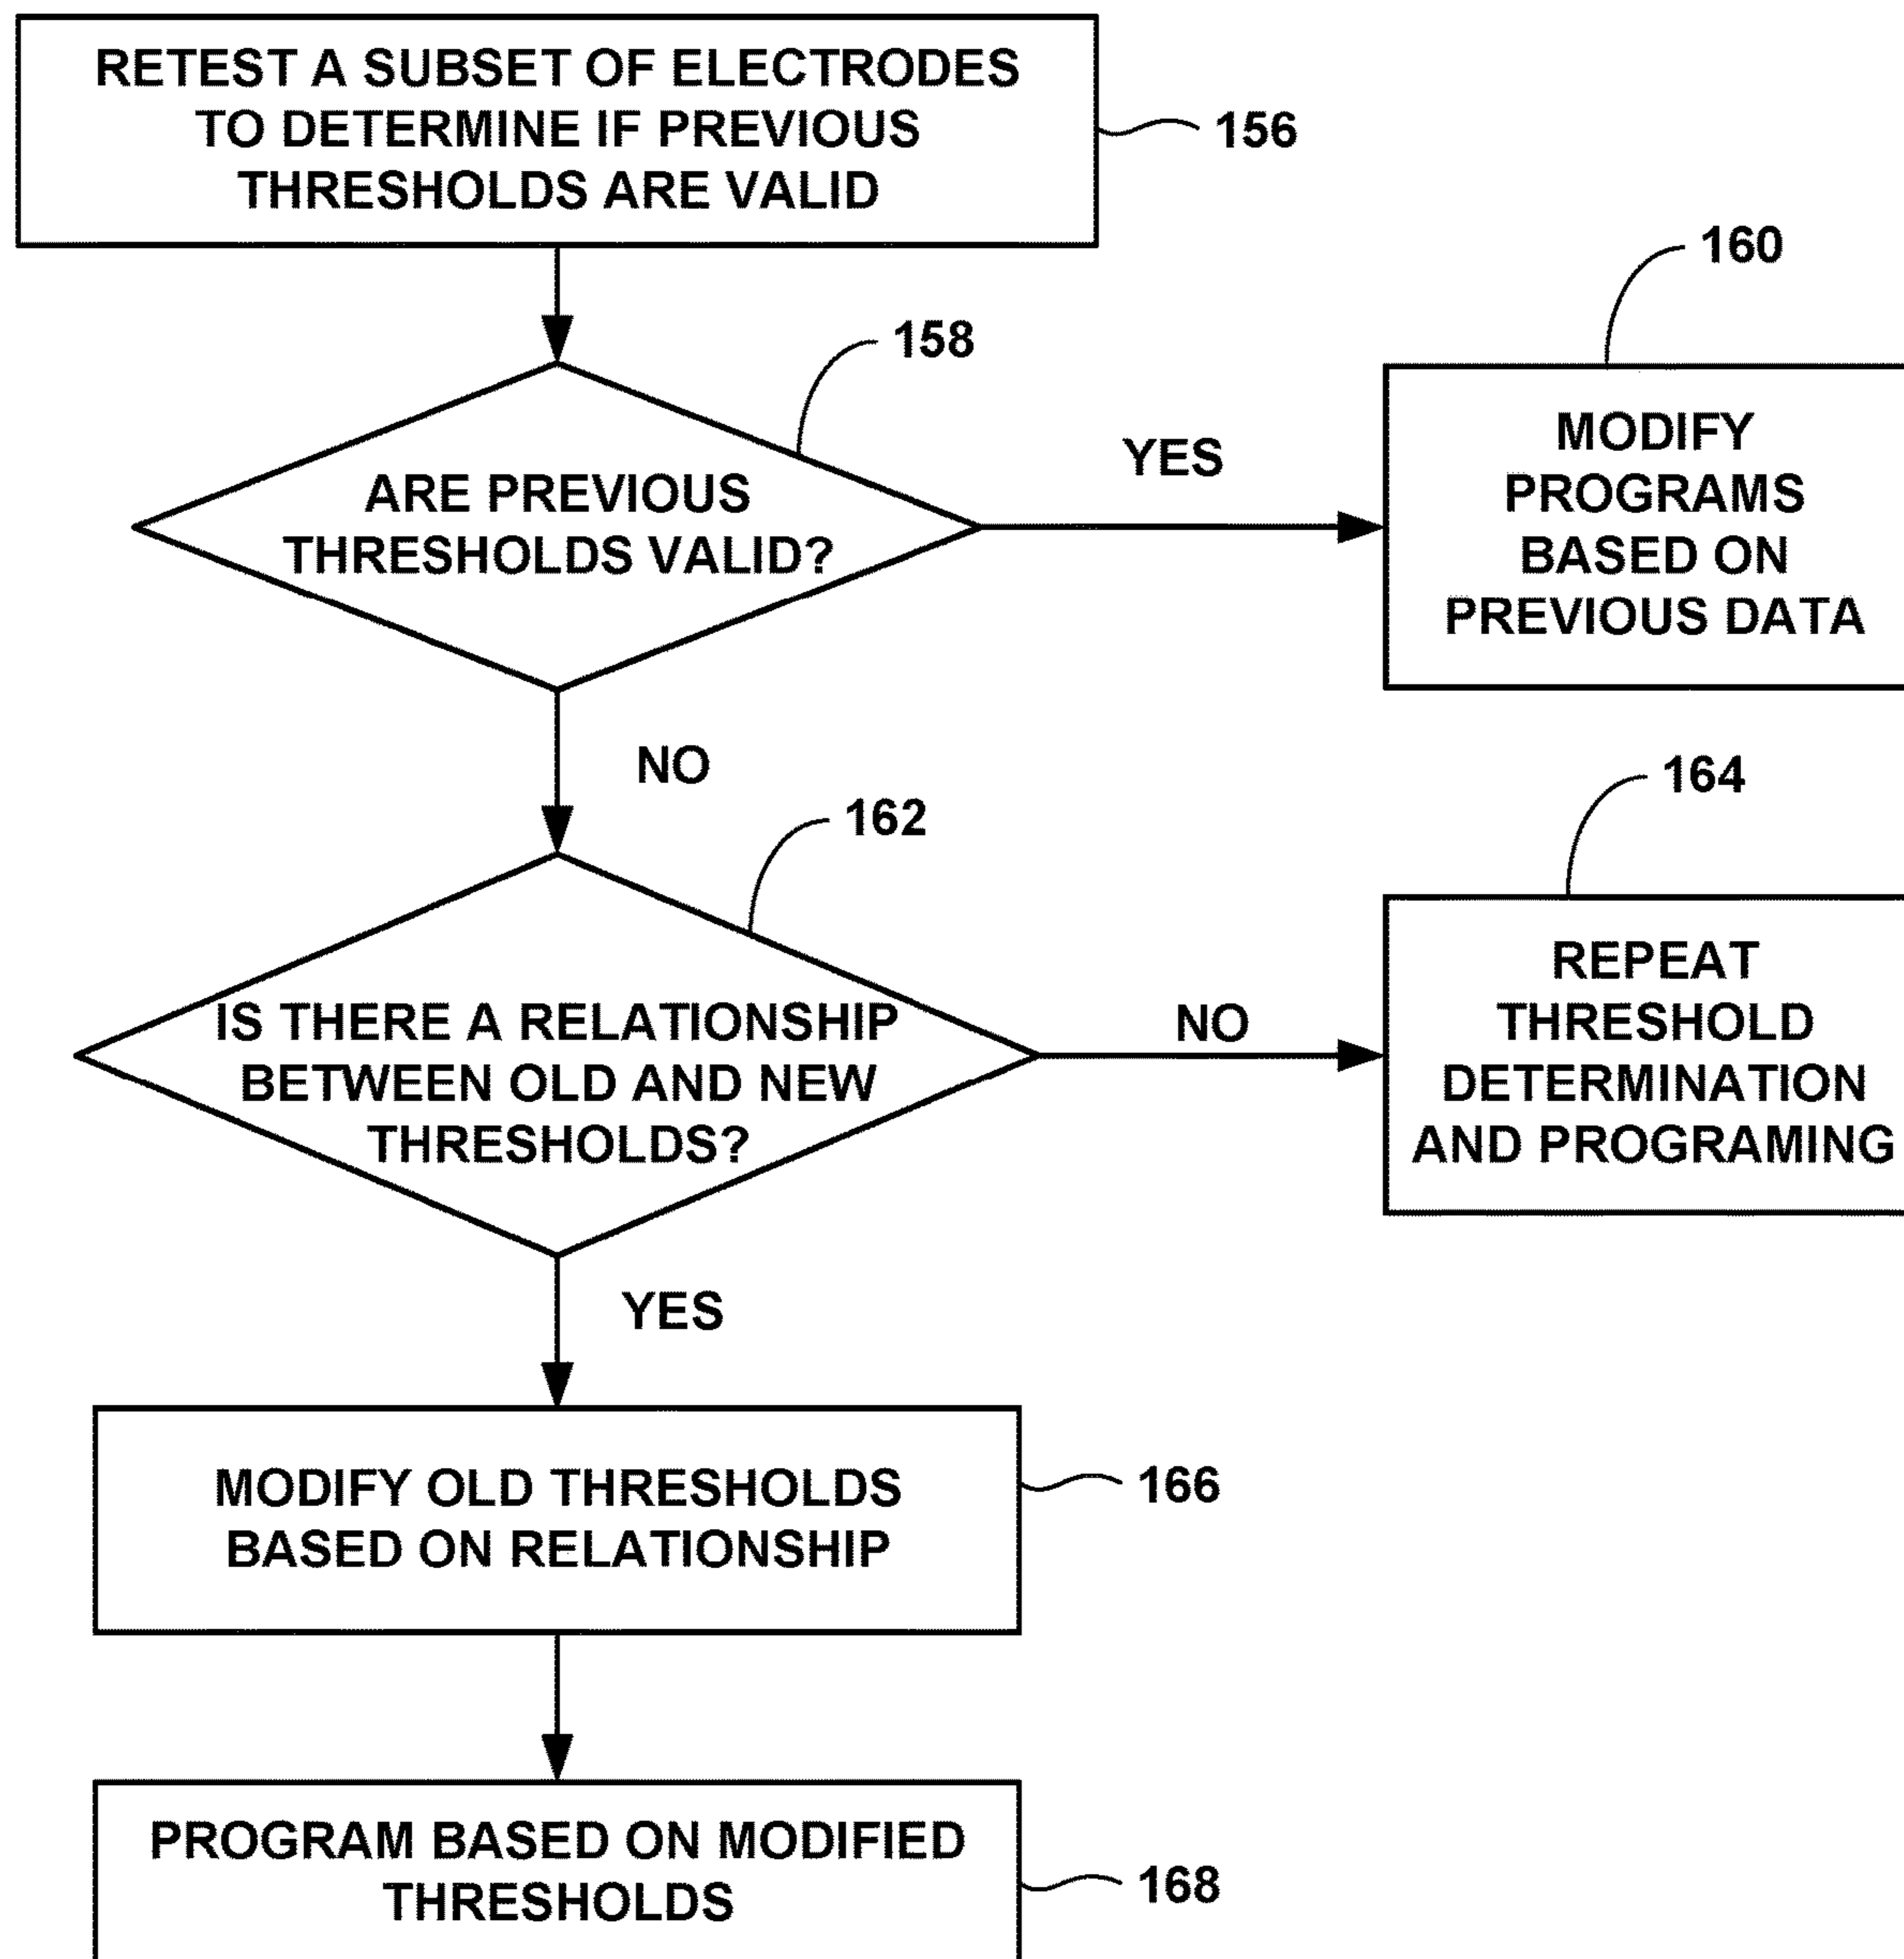 RETEST A SUBSET OF ELECTRODES
TO DETERMINE IF PREVIOUS
THRESHOLDS ARE VALID
156
158
ARE PREVIOUS
THRESHOLDS VALID?
YES
160
MODIFY
PROGRAMS
BASED ON
PREVIOUS DATA
NO
162
IS THERE A RELATIONSHIP
BETWEEN OLD AND NEW
THRESHOLDS?
NO
164
REPEAT
THRESHOLD
DETERMINATION
AND PROGRAMING
YES
MODIFY OLD THRESHOLDS
BASED ON RELATIONSHIP
166
PROGRAM BASED ON MODIFIED
THRESHOLDS
168